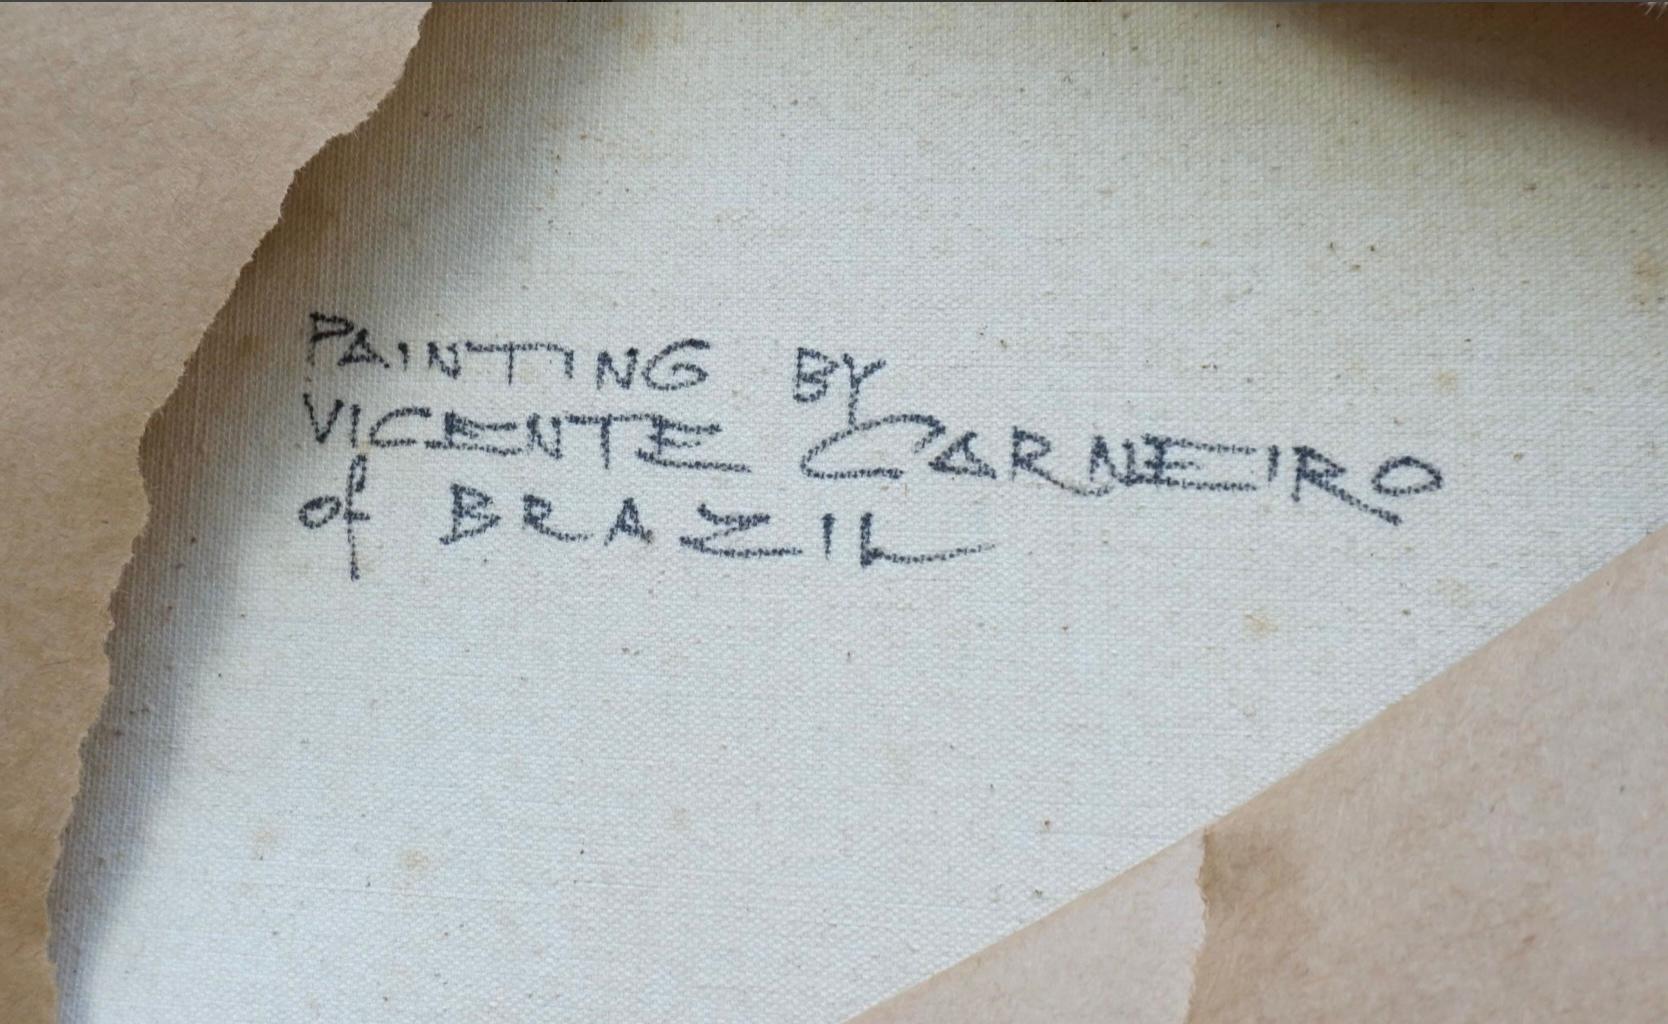 PAINTING BY
VICENTE CARNEIRO
of BRAZIL